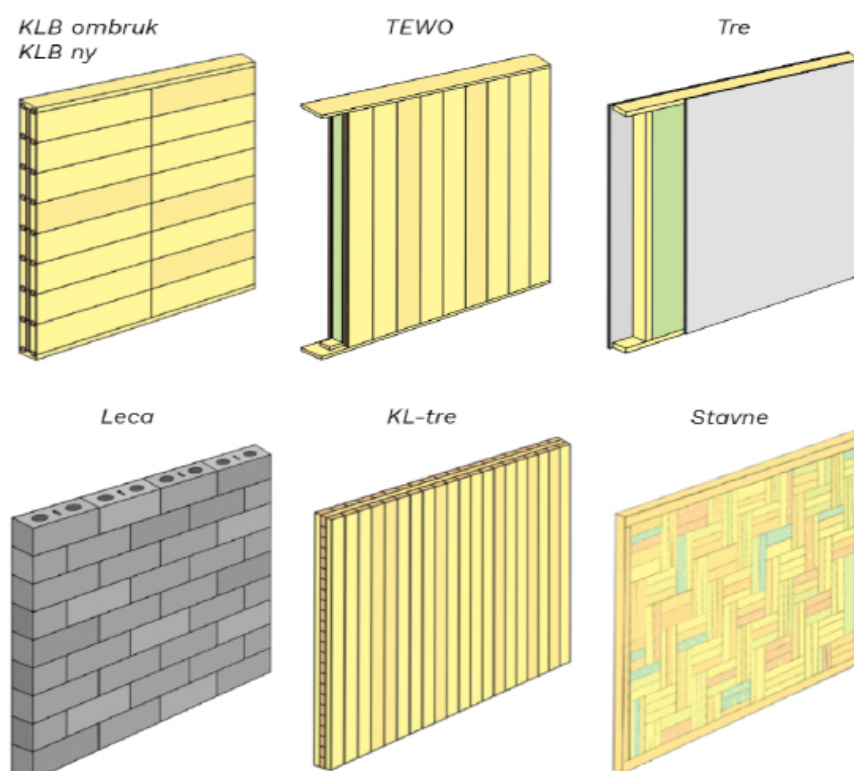 KLB ombruk
KLB ny
TEWO
Tre
Leca
KL-tre
Stavne